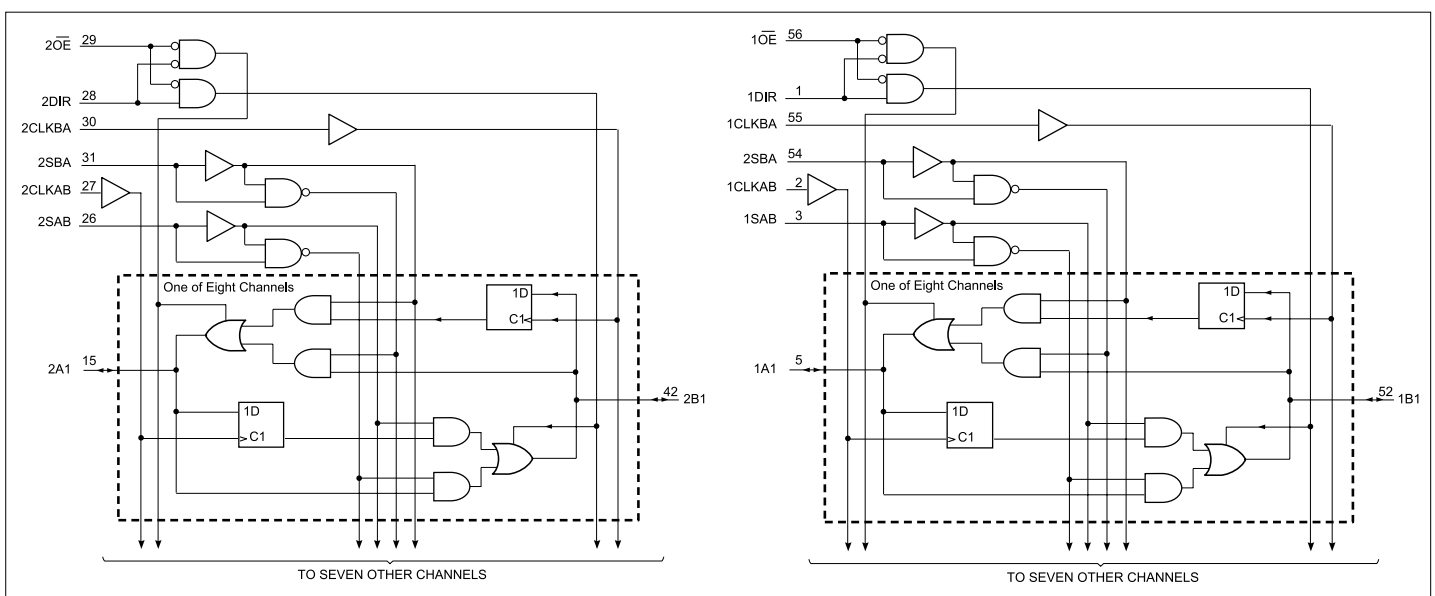 2O̅E̅ 29
2DIR 28
2CLKBA 30
2SBA 31
2CLKAB 27
2SAB 26
One of Eight Channels
1D
C1
2A1 15
42 2B1
1D
C1
TO SEVEN OTHER CHANNELS
1O̅E̅ 56
1DIR 1
1CLKBA 55
2SBA 54
1CLKAB 2
1SAB 3
One of Eight Channels
1D
C1
1A1 5
52 1B1
1D
C1
TO SEVEN OTHER CHANNELS